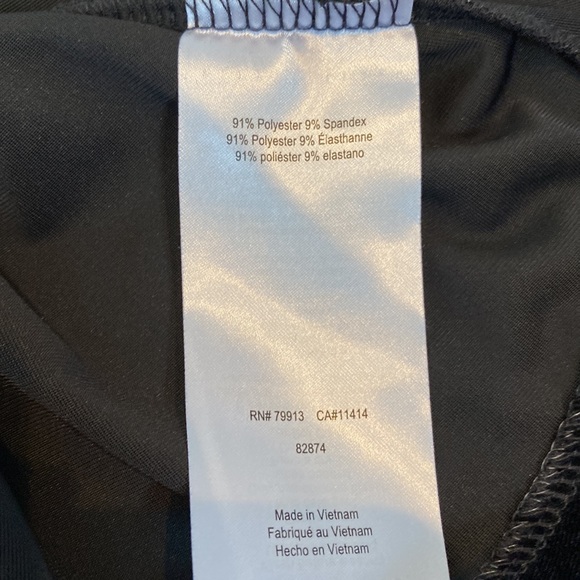 91% Polyester 9% Spandex
91% Polyester 9% Élasthanne
91% poliéster 9% elastano
RN# 79913 CA#11414
82874
Made in Vietnam
Fabriqué au Vietnam
Hecho en Vietnam